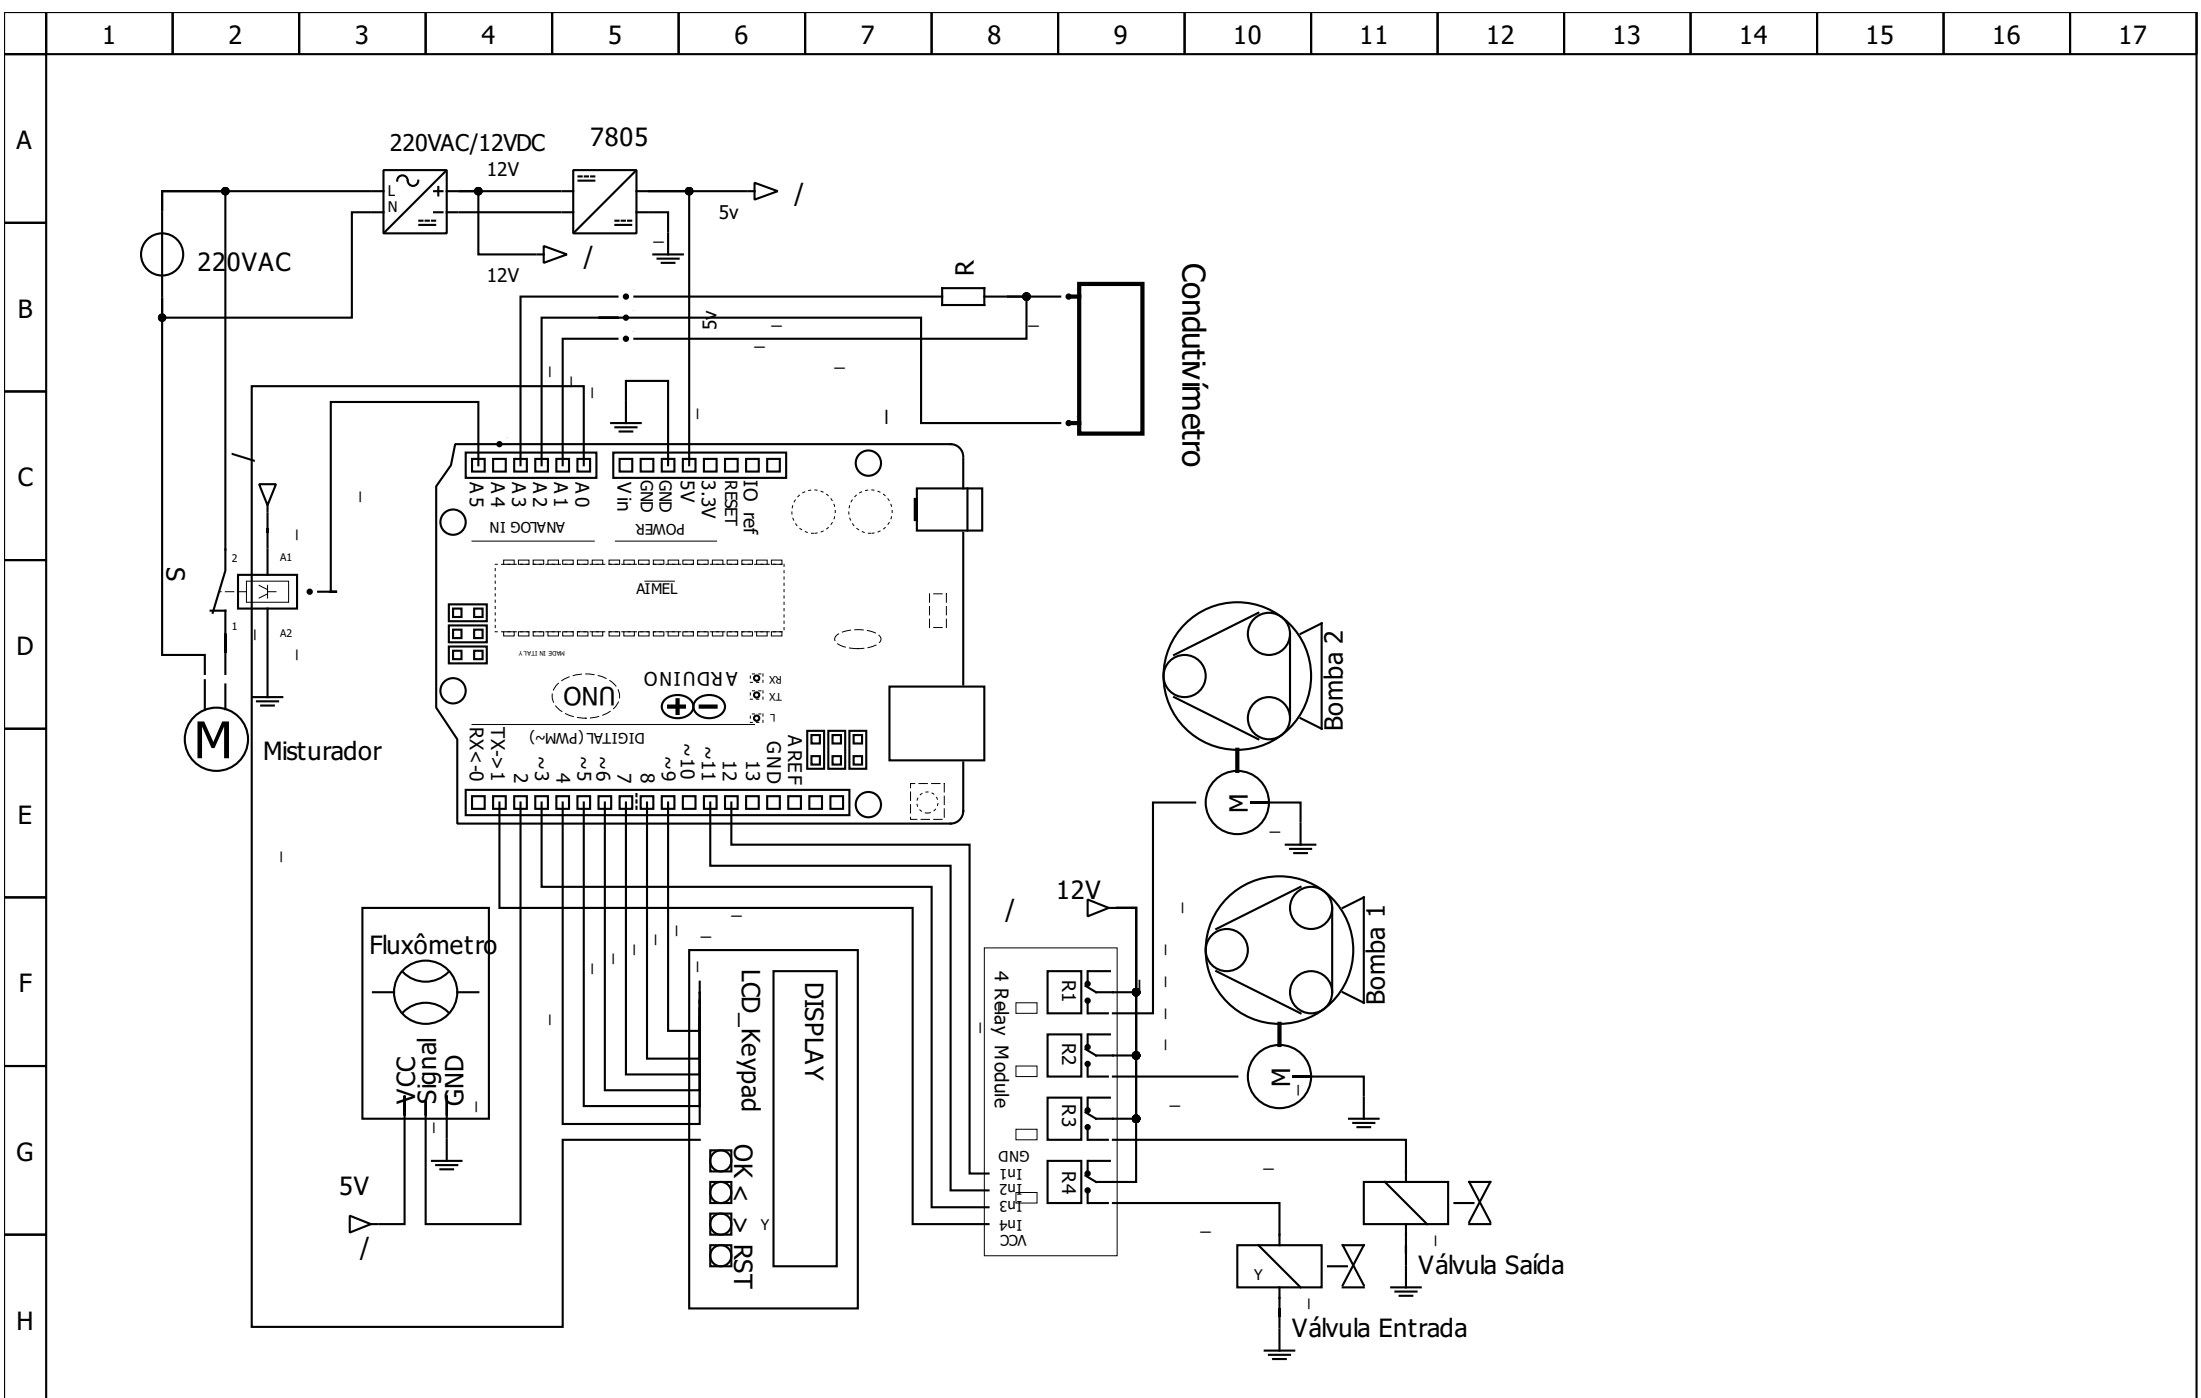 1 2 3 4 5 6 7 8 9 10 11 12 13 14 15 16 17
A
B
C
D
E
F
G
H
220VAC/12VDC
7805
12V
L
N
5v
/
12V
/
220VAC
R
5v
Condutivímetro
A5
A4
A3
A2
A1
A0
Vin
GND
GND
5V
3.3V
RESET
IO ref
ANALOG IN
POWER
S
2
A1
1
A2
AIMEL
MADE IN ITALY
ARDUINO
UNO
RX
TX
L
M
Misturador
DIGITAL (PWM~)
RX<-0
TX->1
2
~3
4
~5
~6
7
8
~9
~10
~11
12
13
GND
AREF
Bomba 2
M
Bomba 1
M
Fluxômetro
VCC
Signal
GND
5V
/
LCD_Keypad
DISPLAY
OK
<
>
RST
Y
/
12V
4 Relay Module
R1
R2
R3
R4
GND
In1
In2
In3
In4
VCC
Válvula Saída
Y
Válvula Entrada